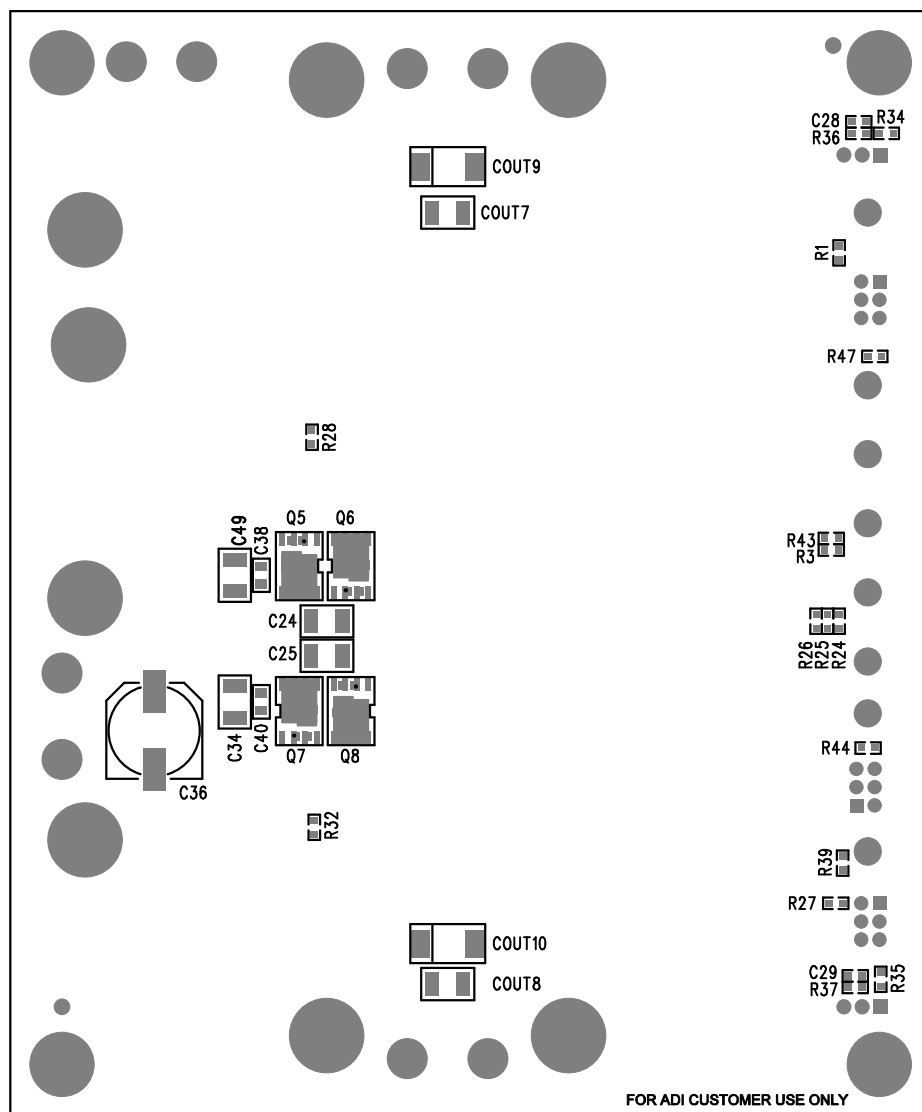 C28
R34
R36
COUT9
COUT7
R1
R47
R28
C49
C38
Q5
Q6
R43
R3
C24
C25
R26
R25
R24
C34
C40
Q7
Q8
C36
R44
R32
R39
R27
COUT10
COUT8
C29
R37
R35
FOR ADI CUSTOMER USE ONLY